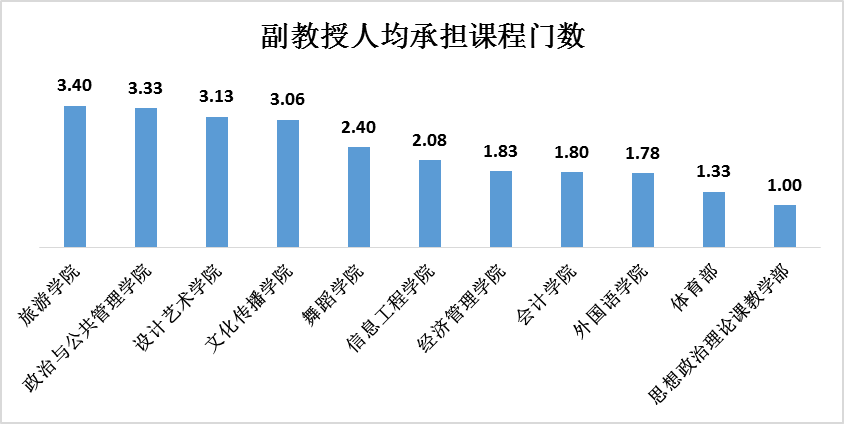 副教授人均承担课程门数
3.40
3.33
3.13
3.06
2.40
2.08
1.83
1.80
1.78
1.33
1.00
旅游学院
政治与公共管理学院
设计艺术学院
文化传播学院
舞蹈学院
信息工程学院
经济管理学院
会计学院
外国语学院
体育部
思想政治理论课教学部